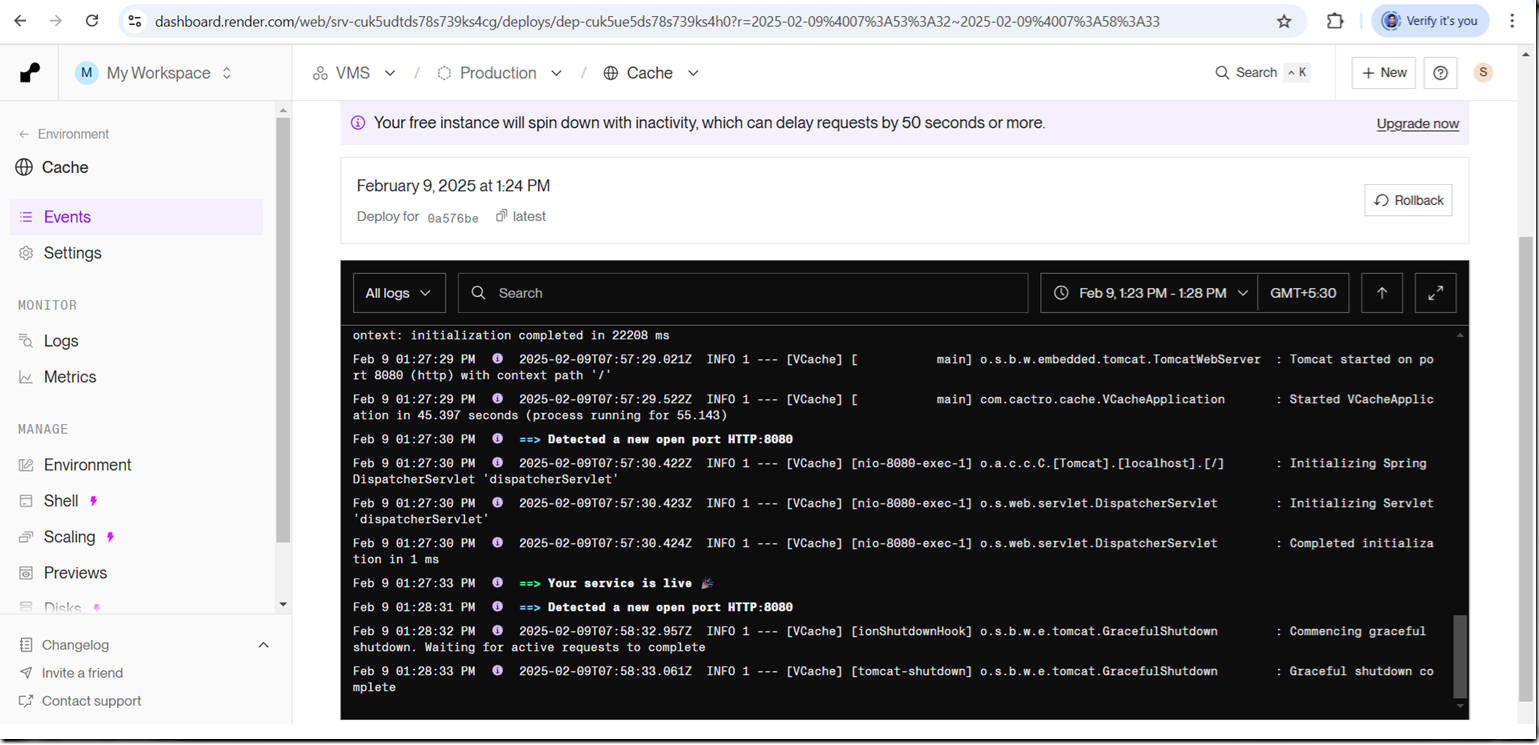 dashboard.render.com/web/srv-cuk5udtds78s739ks4cg/deploys/dep-cuk5ue5ds78s739ks4h0?r=2025-02-09%4007%3A53%3A32~2025-02-09%4007%3A58%3A33
Verify it's you
M My Workspace
VMS / Production / Cache
Search ^ K
+ New
S
← Environment
Cache
Events
Settings
MONITOR
Logs
Metrics
MANAGE
Environment
Shell
Scaling
Previews
Disks
Changelog
Invite a friend
Contact support
Your free instance will spin down with inactivity, which can delay requests by 50 seconds or more.
Upgrade now
February 9, 2025 at 1:24 PM
Deploy for 0a576be latest
Rollback
All logs
Search
Feb 9, 1:23 PM - 1:28 PM
GMT+5:30
ontext: initialization completed in 22208 ms
Feb 9 01:27:29 PM 2025-02-09T07:57:29.021Z INFO 1 --- [VCache] [ main] o.s.b.w.embedded.tomcat.TomcatWebServer : Tomcat started on po
rt 8080 (http) with context path '/'
Feb 9 01:27:29 PM 2025-02-09T07:57:29.522Z INFO 1 --- [VCache] [ main] com.cactro.cache.VCacheApplication : Started VCacheApplic
ation in 45.397 seconds (process running for 55.143)
Feb 9 01:27:30 PM ==> Detected a new open port HTTP:8080
Feb 9 01:27:30 PM 2025-02-09T07:57:30.422Z INFO 1 --- [VCache] [nio-8080-exec-1] o.a.c.c.C.[Tomcat].[localhost].[/] : Initializing Spring
DispatcherServlet 'dispatcherServlet'
Feb 9 01:27:30 PM 2025-02-09T07:57:30.423Z INFO 1 --- [VCache] [nio-8080-exec-1] o.s.web.servlet.DispatcherServlet : Initializing Servlet
'dispatcherServlet'
Feb 9 01:27:30 PM 2025-02-09T07:57:30.424Z INFO 1 --- [VCache] [nio-8080-exec-1] o.s.web.servlet.DispatcherServlet : Completed initializa
tion in 1 ms
Feb 9 01:27:33 PM ==> Your service is live 🎉
Feb 9 01:28:31 PM ==> Detected a new open port HTTP:8080
Feb 9 01:28:32 PM 2025-02-09T07:58:32.957Z INFO 1 --- [VCache] [ionShutdownHook] o.s.b.w.e.tomcat.GracefulShutdown : Commencing graceful
shutdown. Waiting for active requests to complete
Feb 9 01:28:33 PM 2025-02-09T07:58:33.061Z INFO 1 --- [VCache] [tomcat-shutdown] o.s.b.w.e.tomcat.GracefulShutdown : Graceful shutdown co
mplete